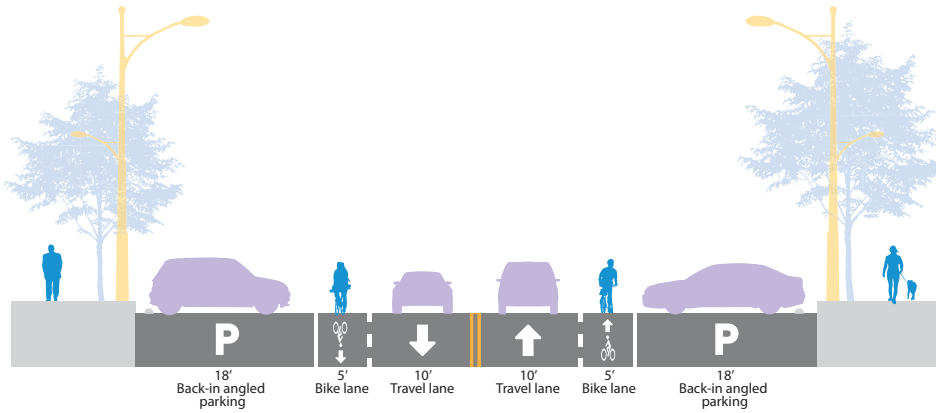 P
P
18’
Back-in angled
parking
5’
Bike lane
10’
Travel lane
10’
Travel lane
5’
Bike lane
18’
Back-in angled
parking